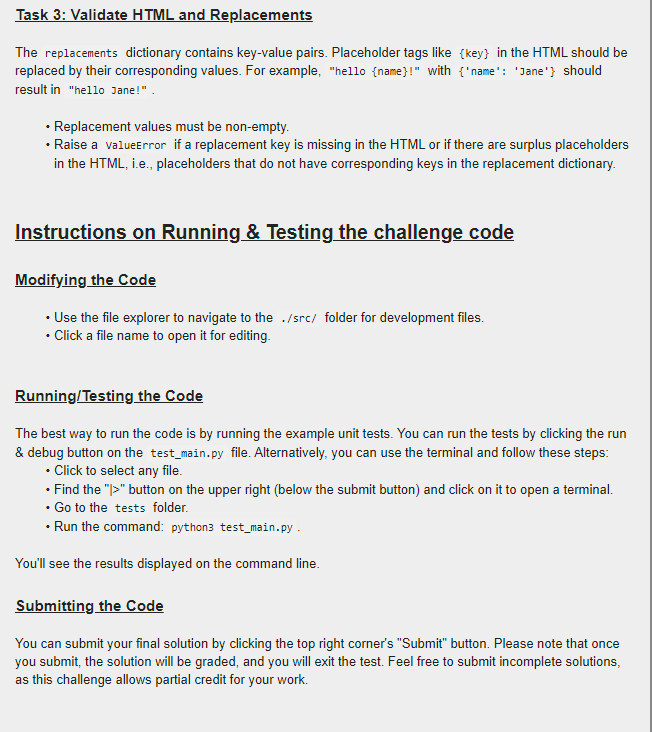 Task 3: Validate HTML and Replacements
The replacements dictionary contains key-value pairs. Placeholder tags like {key} in the HTML should be
replaced by their corresponding values. For example, "hello {name}!" with {'name': 'Jane'} should
result in "hello Jane!" .
• Replacement values must be non-empty.
• Raise a ValueError if a replacement key is missing in the HTML or if there are surplus placeholders
in the HTML, i.e., placeholders that do not have corresponding keys in the replacement dictionary.
Instructions on Running & Testing the challenge code
Modifying the Code
• Use the file explorer to navigate to the ./src/ folder for development files.
• Click a file name to open it for editing.
Running/Testing the Code
The best way to run the code is by running the example unit tests. You can run the tests by clicking the run
& debug button on the test_main.py file. Alternatively, you can use the terminal and follow these steps:
• Click to select any file.
• Find the "|>" button on the upper right (below the submit button) and click on it to open a terminal.
• Go to the tests folder.
• Run the command: python3 test_main.py .
You'll see the results displayed on the command line.
Submitting the Code
You can submit your final solution by clicking the top right corner's "Submit" button. Please note that once
you submit, the solution will be graded, and you will exit the test. Feel free to submit incomplete solutions,
as this challenge allows partial credit for your work.